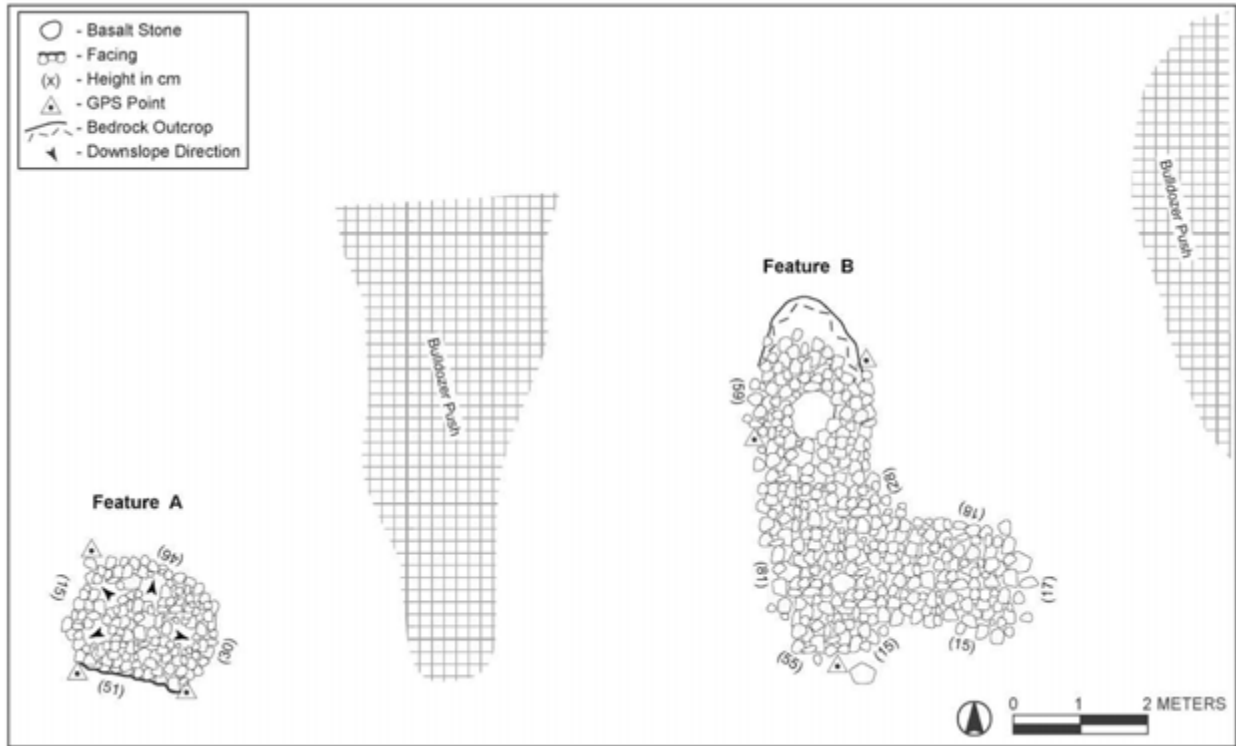 - Basalt Stone
- Facing
(x) - Height in cm
- GPS Point
- Bedrock Outcrop
- Downslope Direction
Bulldozer Push
Bulldozer Push
Feature B
(59)
(28)
(18)
(81)
(17)
(55)
(15)
(15)
Feature A
(46)
(15)
(30)
(51)
0 1 2 METERS